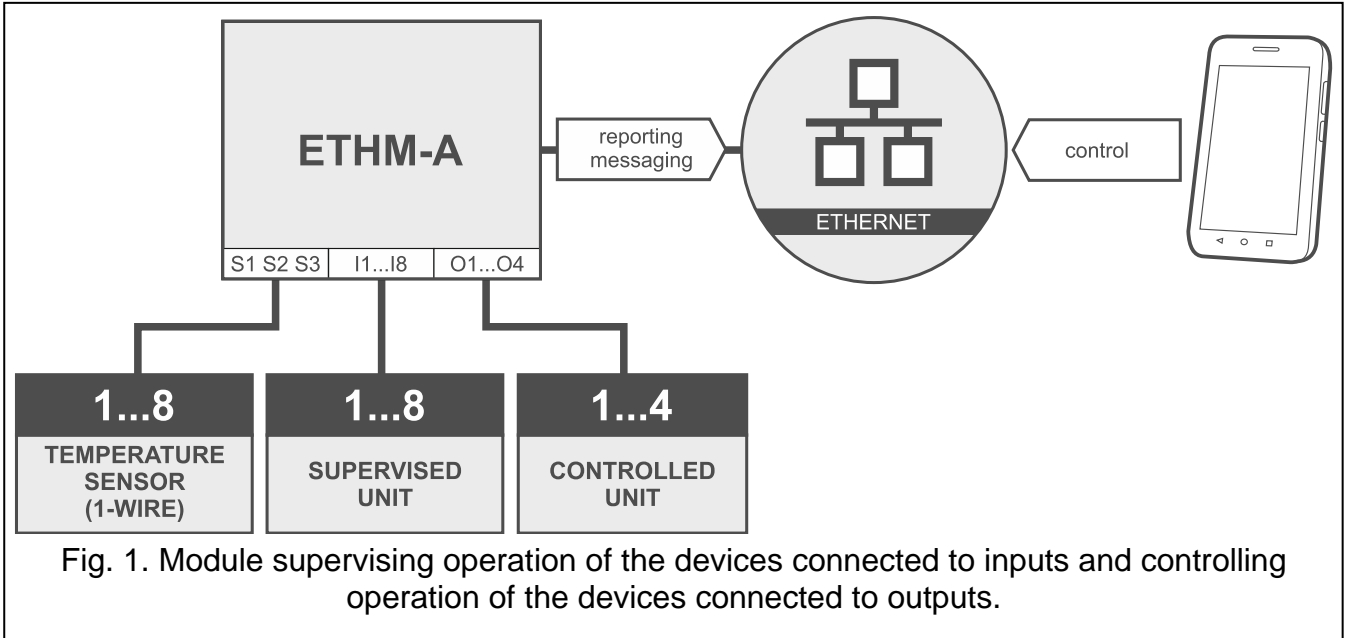 ETHM-A
reporting
messaging
control
ETHERNET
S1 S2 S3
I1...I8
O1...O4
1...8
TEMPERATURE
SENSOR
(1-WIRE)
1...8
SUPERVISED
UNIT
1...4
CONTROLLED
UNIT
Fig. 1. Module supervising operation of the devices connected to inputs and controlling
operation of the devices connected to outputs.